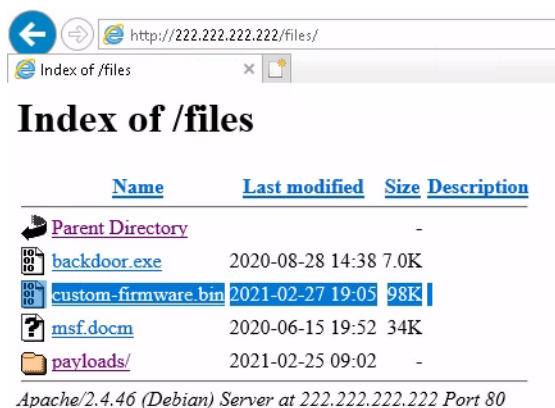 http://222.222.222.222/files/
Index of /files
Index of /files
Name Last modified Size Description
Parent Directory -
backdoor.exe 2020-08-28 14:38 7.0K
custom-firmware.bin 2021-02-27 19:05 98K
msf.docm 2020-06-15 19:52 34K
payloads/ 2021-02-25 09:02 -
Apache/2.4.46 (Debian) Server at 222.222.222.222 Port 80